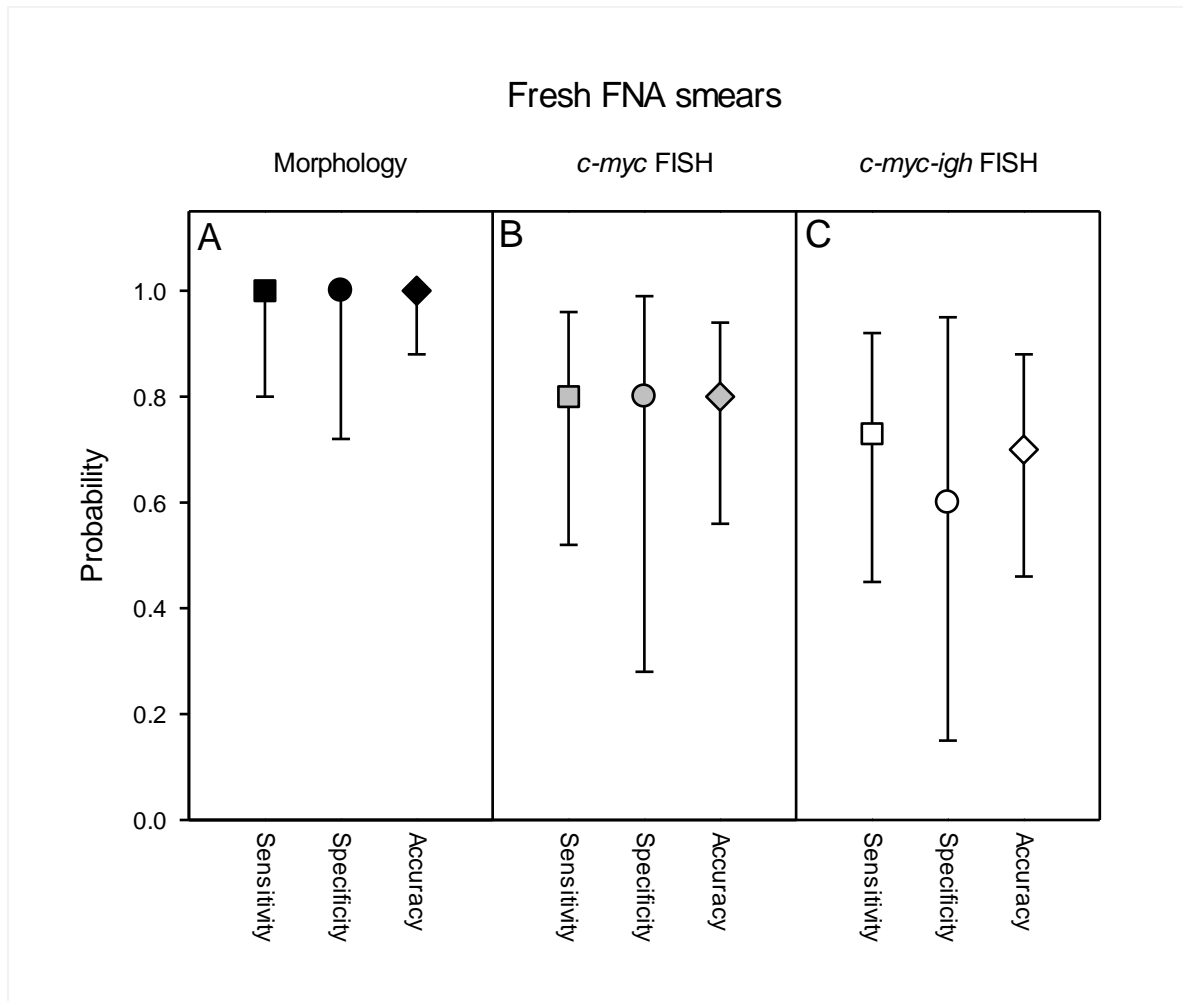 Fresh FNA smears
Morphology
c-myc FISH
c-myc-igh FISH
A
B
C
Probability
1.0
0.8
0.6
0.4
0.2
0.0
Sensitivity
Specificity
Accuracy
Sensitivity
Specificity
Accuracy
Sensitivity
Specificity
Accuracy